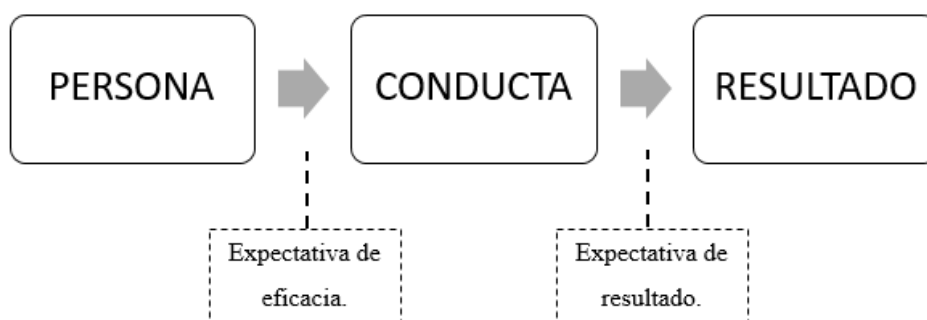 PERSONA
CONDUCTA
RESULTADO
Expectativa de
eficacia.
Expectativa de
resultado.